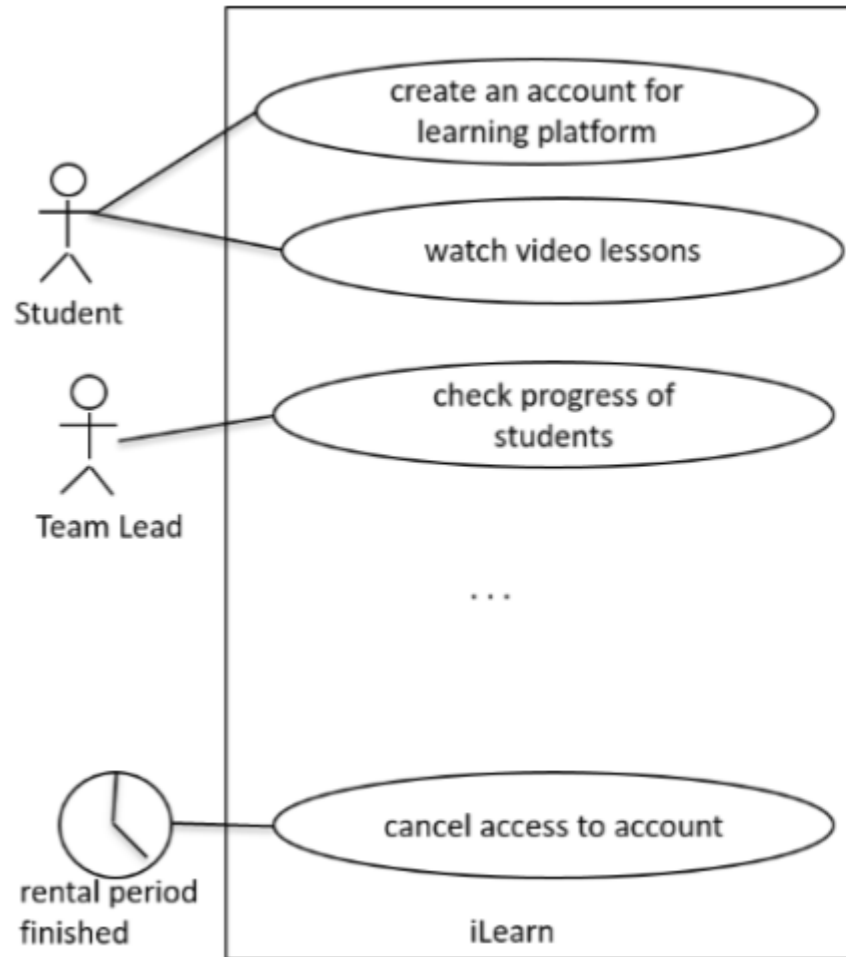 create an account for
learning platform
watch video lessons
Student
check progress of
students
Team Lead
...
cancel access to account
rental period
finished
iLearn